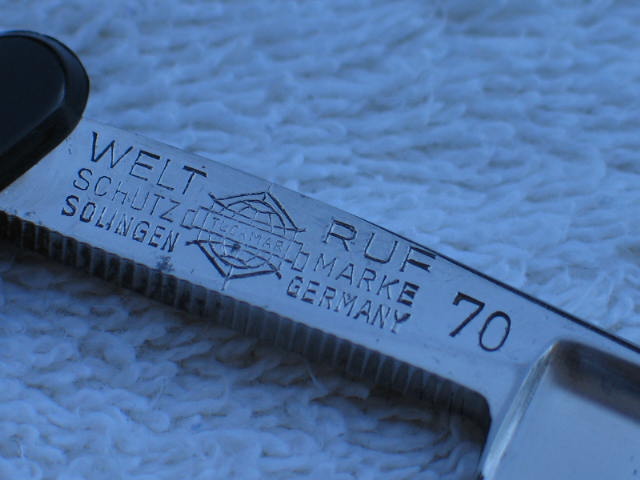 WELT RUF
SCHUTZ MARKE
SOLINGEN GERMANY
70